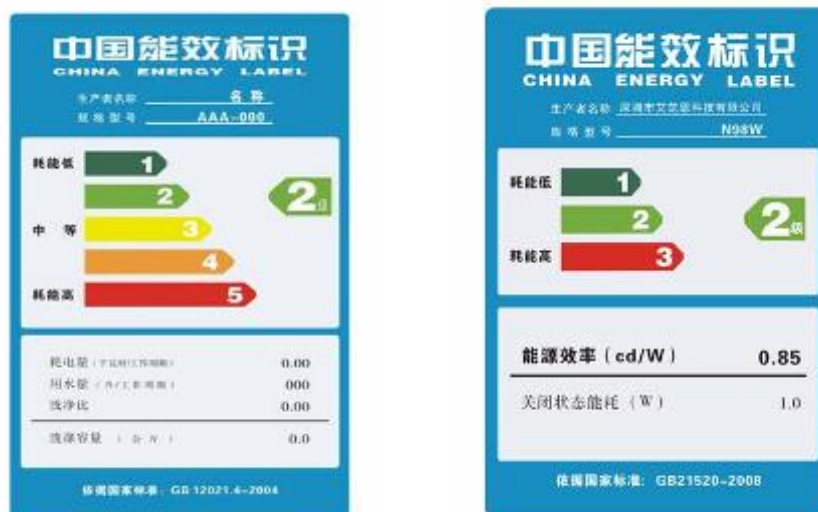 中国能效标识
CHINA ENERGY LABEL
生产者名称 名 称
规格型号 AAA-000
耗能低
1
2
中 等
3
4
耗能高
5
2级
耗电量
0.00
用水量
000
洗净比
0.00
洗涤容量
0.0
依据国家标准: GB 12021.4-2004
中国能效标识
CHINA ENERGY LABEL
生产者名称
规格型号 N98W
耗能低
1
2
耗能高
3
2级
能源效率（cd/W）
0.85
关闭状态能耗（W）
1.0
依据国家标准: GB21520-2008